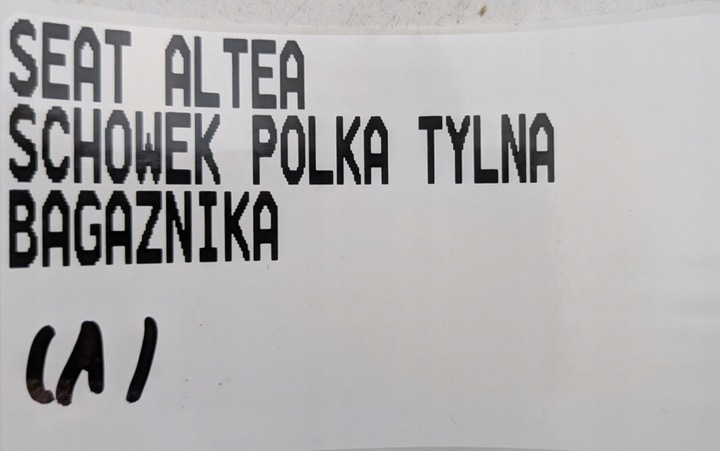 SEAT ALTEA
SCHOWEK POLKA TYLNA
BAGAZNIKA
(A)